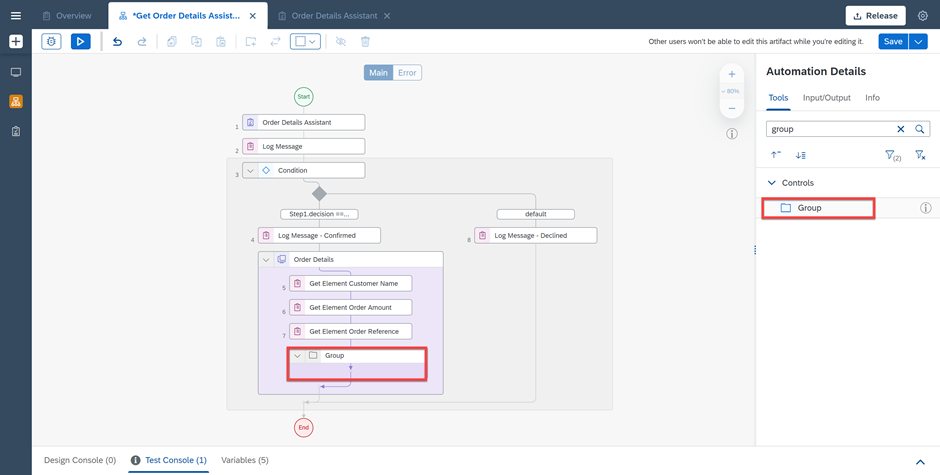 Overview
*Get Order Details Assist...
Order Details Assistant
Release
Other users won't be able to edit this artifact while you're editing it.
Save
Main
Error
~ 80%
Automation Details
Tools
Input/Output
Info
group
(2)
Controls
Group
Start
1
Order Details Assistant
2
Log Message
3
Condition
Step1.decision ==...
default
4
Log Message - Confirmed
8
Log Message - Declined
Order Details
5
Get Element Customer Name
6
Get Element Order Amount
7
Get Element Order Reference
Group
End
Design Console (0)
Test Console (1)
Variables (5)